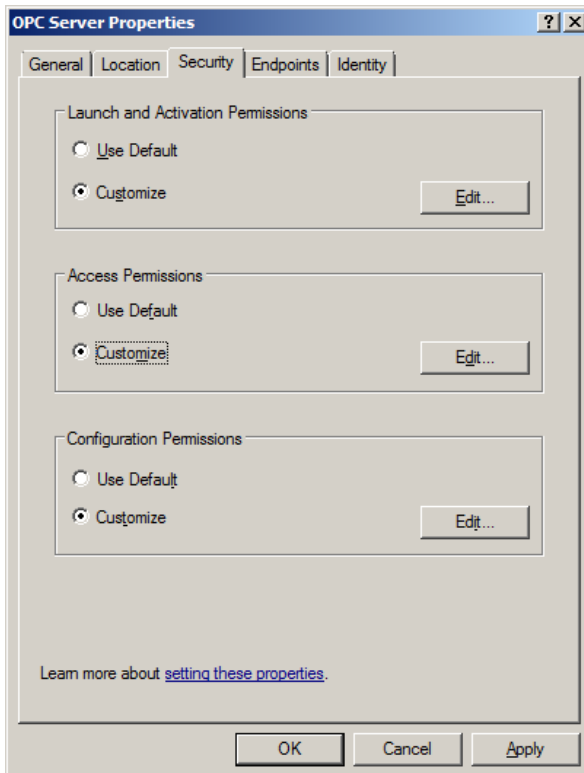 OPC Server Properties
General Location Security Endpoints Identity
Launch and Activation Permissions
Use Default
Customize
Edit...
Access Permissions
Use Default
Customize
Edit...
Configuration Permissions
Use Default
Customize
Edit...
Learn more about setting these properties.
OK Cancel Apply